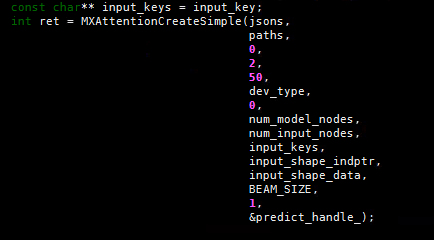 const char** input_keys = input_key;
int ret = MXAttentionCreateSimple(jsons,
paths,
0,
2,
50,
dev_type,
0,
num_model_nodes,
num_input_nodes,
input_keys,
input_shape_indptr,
input_shape_data,
BEAM_SIZE,
1,
&predict_handle_);